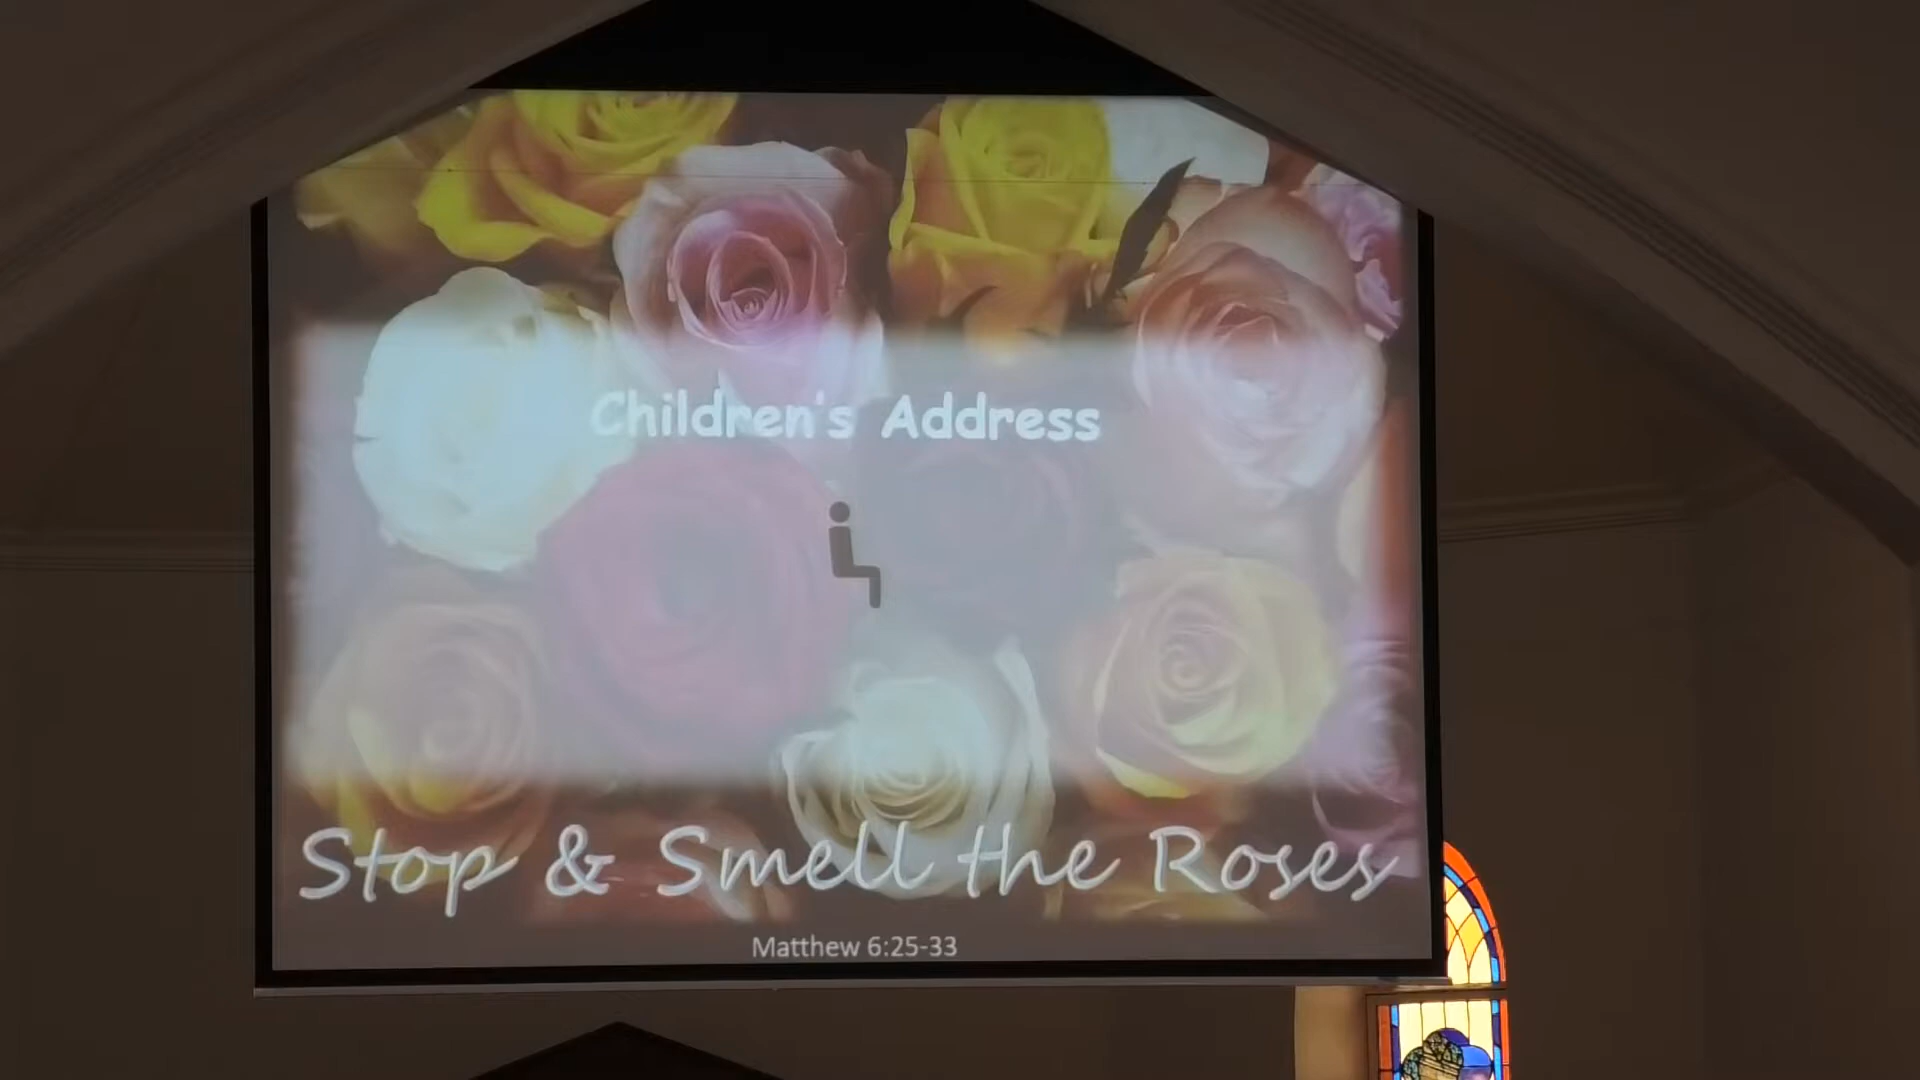 Children's Address
Stop & Smell the Roses
Matthew 6:25-33